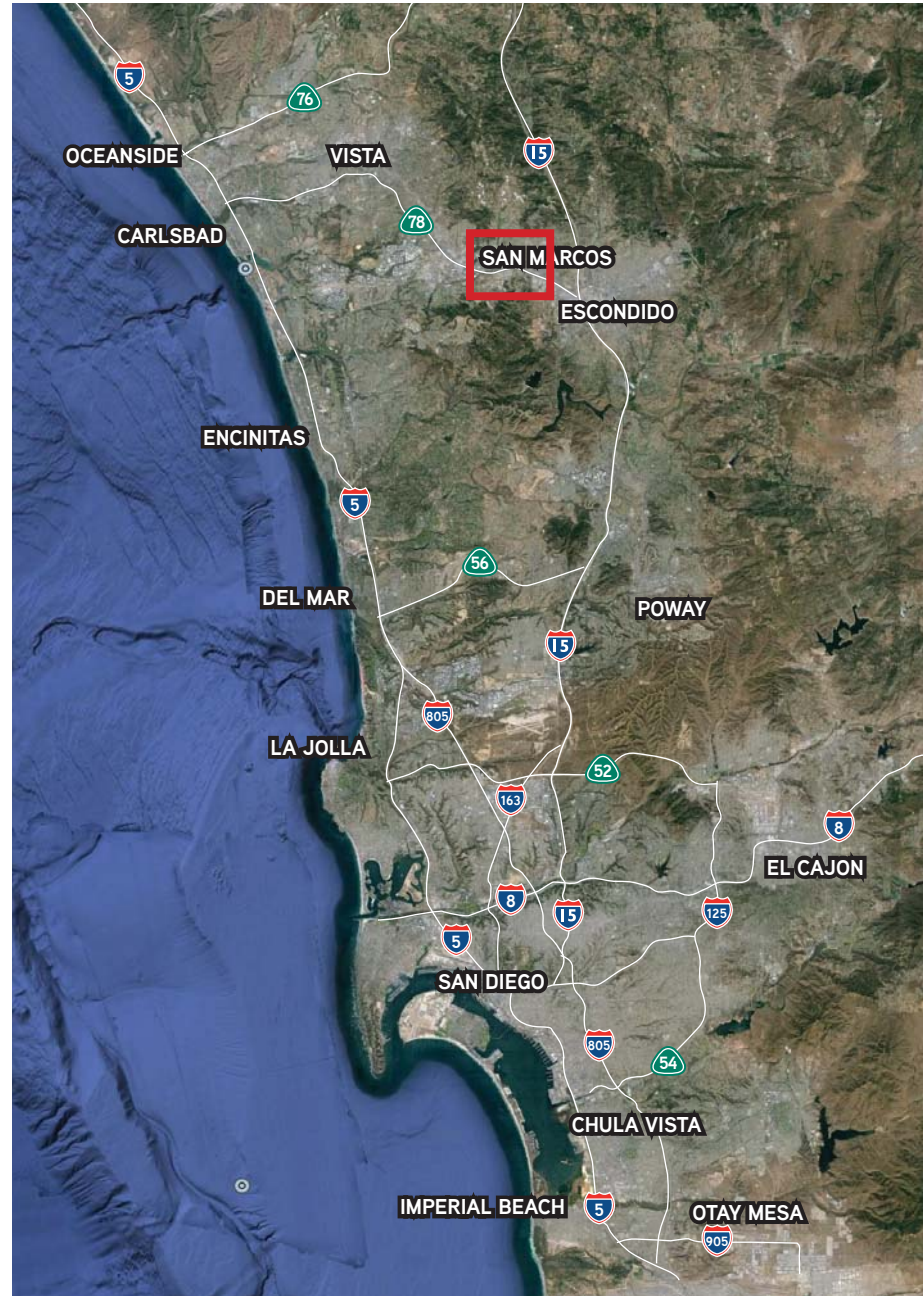 5
76
OCEANSIDE
VISTA
15
78
CARLSBAD
SAN MARCOS
ESCONDIDO
ENCINITAS
5
56
DEL MAR
POWAY
15
805
LA JOLLA
52
163
8
EL CAJON
8
15
125
5
SAN DIEGO
805
54
CHULA VISTA
IMPERIAL BEACH
5
OTAY MESA
905